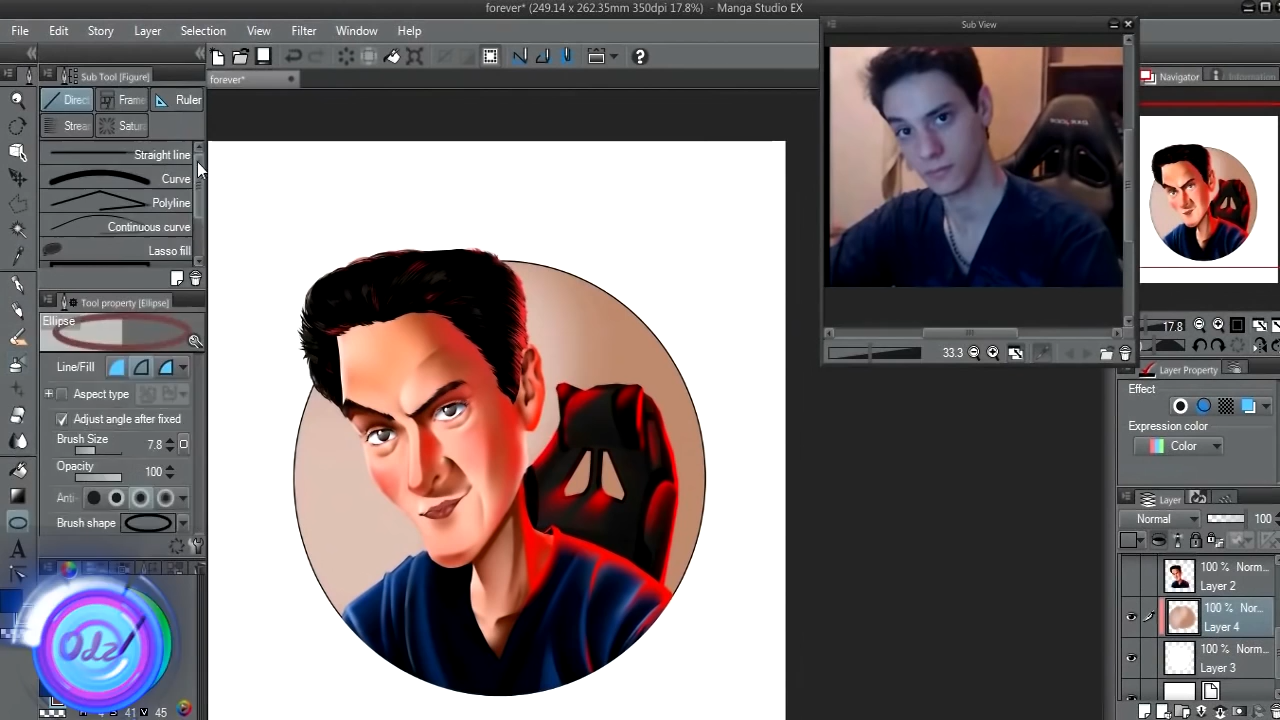 forever* (249.14 x 262.35mm 350dpi 17.8%) - Manga Studio EX
File Edit Story Layer Selection View Filter Window Help
Sub View
Sub Tool [Figure]
forever*
Navigator
Information
Direc
Frame
Ruler
Strea
Satur
Straight line
Curve
Polyline
Continuous curve
Lasso fill
Tool property [Ellipse]
Ellipse
Line/Fill
Aspect type
Adjust angle after fixed
Brush Size 7.8
Opacity 100
Anti-
Brush shape
33.3
17.8
Layer Property
Effect
Expression color
Color
Layer
Normal 100
100 % Norm...
Layer 2
100 % Nor...
Layer 4
100 % Norm...
Layer 3
Odz
41 V 45